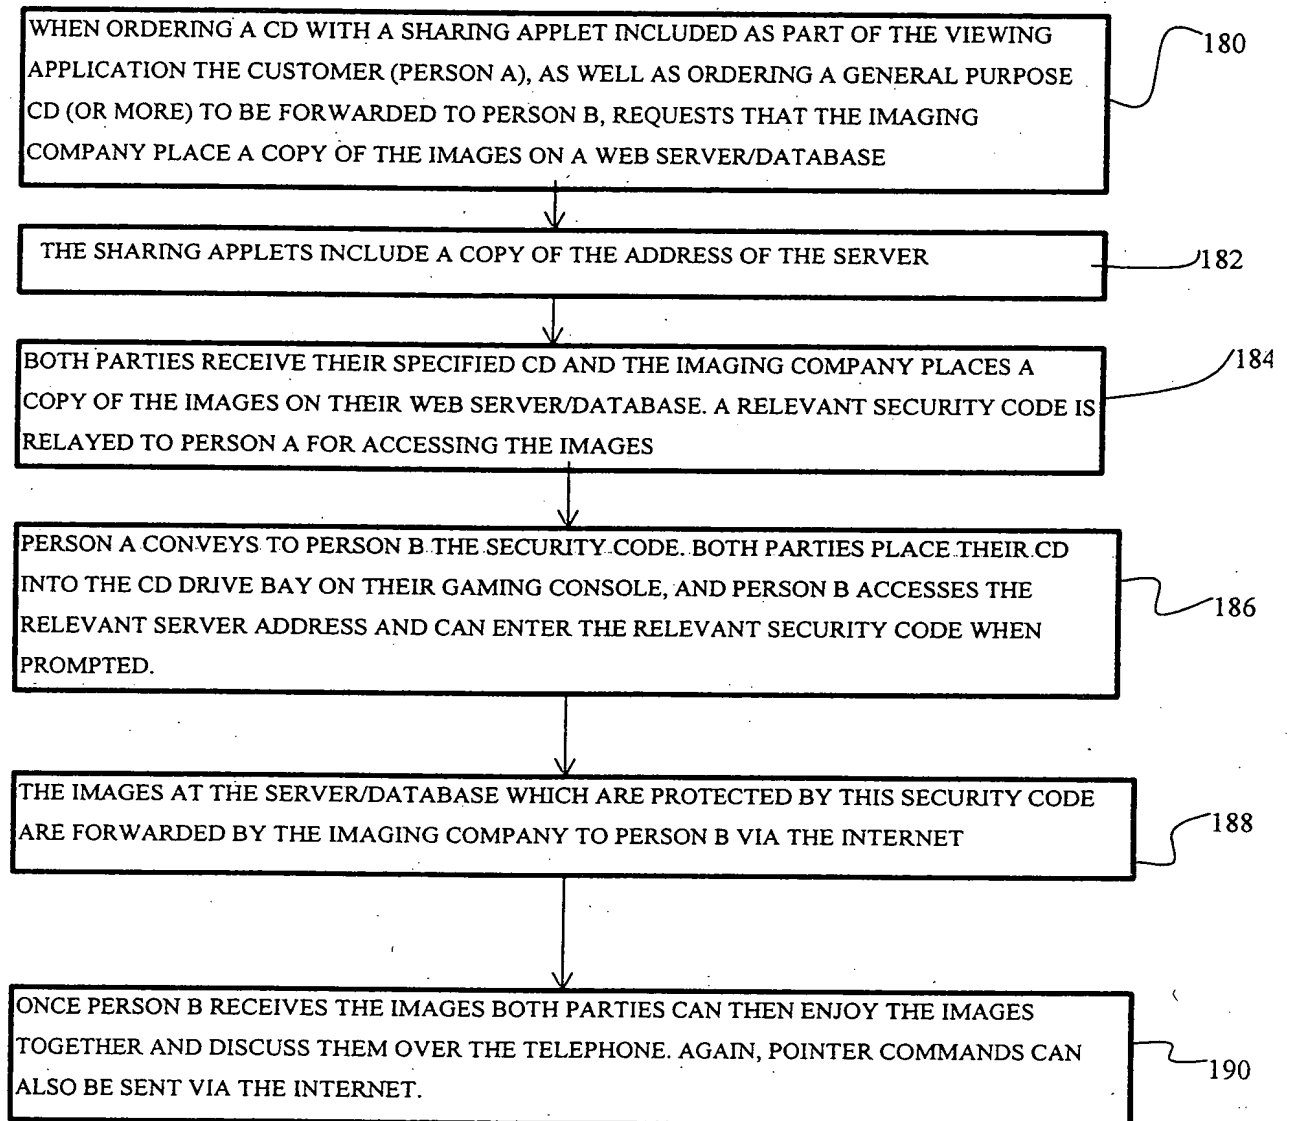 WHEN ORDERING A CD WITH A SHARING APPLET INCLUDED AS PART OF THE VIEWING
APPLICATION THE CUSTOMER (PERSON A), AS WELL AS ORDERING A GENERAL PURPOSE
CD (OR MORE) TO BE FORWARDED TO PERSON B, REQUESTS THAT THE IMAGING
COMPANY PLACE A COPY OF THE IMAGES ON A WEB SERVER/DATABASE
180
THE SHARING APPLETS INCLUDE A COPY OF THE ADDRESS OF THE SERVER
182
BOTH PARTIES RECEIVE THEIR SPECIFIED CD AND THE IMAGING COMPANY PLACES A
COPY OF THE IMAGES ON THEIR WEB SERVER/DATABASE. A RELEVANT SECURITY CODE IS
RELAYED TO PERSON A FOR ACCESSING THE IMAGES
184
PERSON A CONVEYS TO PERSON B THE SECURITY CODE. BOTH PARTIES PLACE THEIR CD
INTO THE CD DRIVE BAY ON THEIR GAMING CONSOLE, AND PERSON B ACCESSES THE
RELEVANT SERVER ADDRESS AND CAN ENTER THE RELEVANT SECURITY CODE WHEN
PROMPTED.
186
THE IMAGES AT THE SERVER/DATABASE WHICH ARE PROTECTED BY THIS SECURITY CODE
ARE FORWARDED BY THE IMAGING COMPANY TO PERSON B VIA THE INTERNET
188
ONCE PERSON B RECEIVES THE IMAGES BOTH PARTIES CAN THEN ENJOY THE IMAGES
TOGETHER AND DISCUSS THEM OVER THE TELEPHONE. AGAIN, POINTER COMMANDS CAN
ALSO BE SENT VIA THE INTERNET.
190